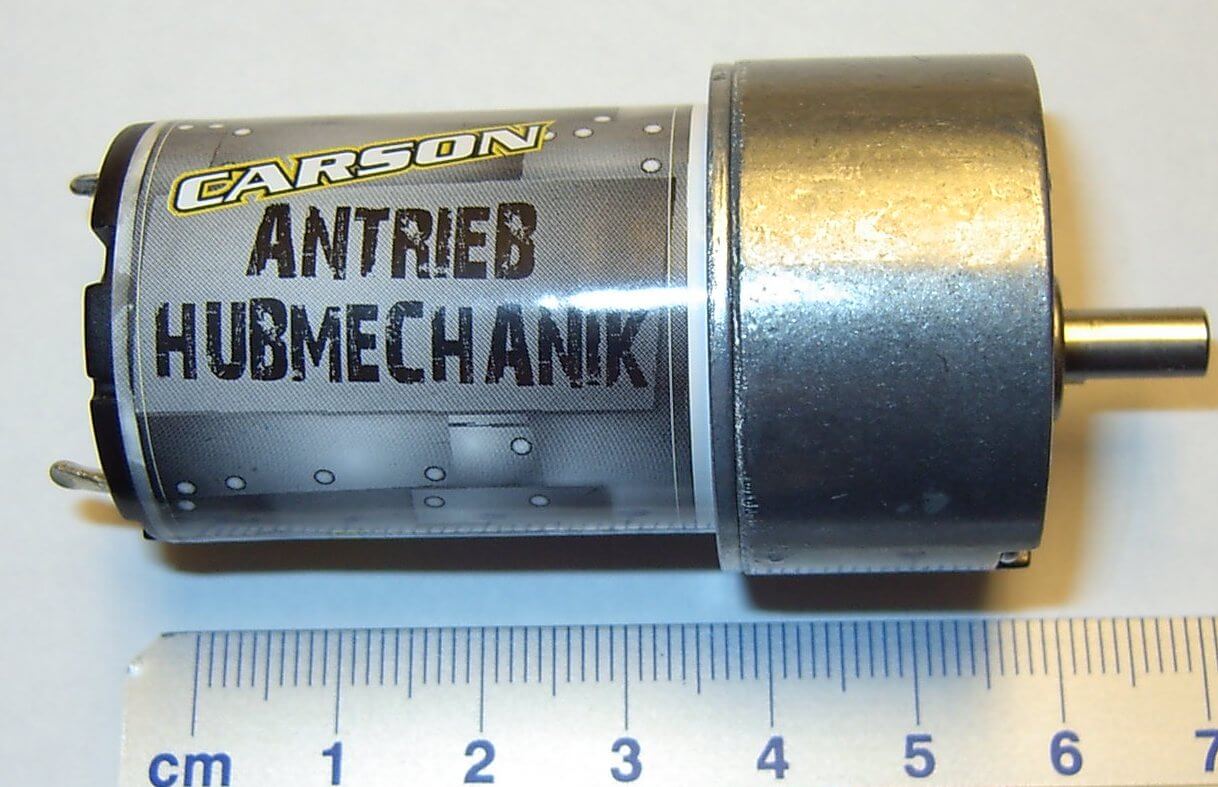 CARSON
ANTRIEB
HUBMECHANIK
cm 1 2 3 4 5 6 7